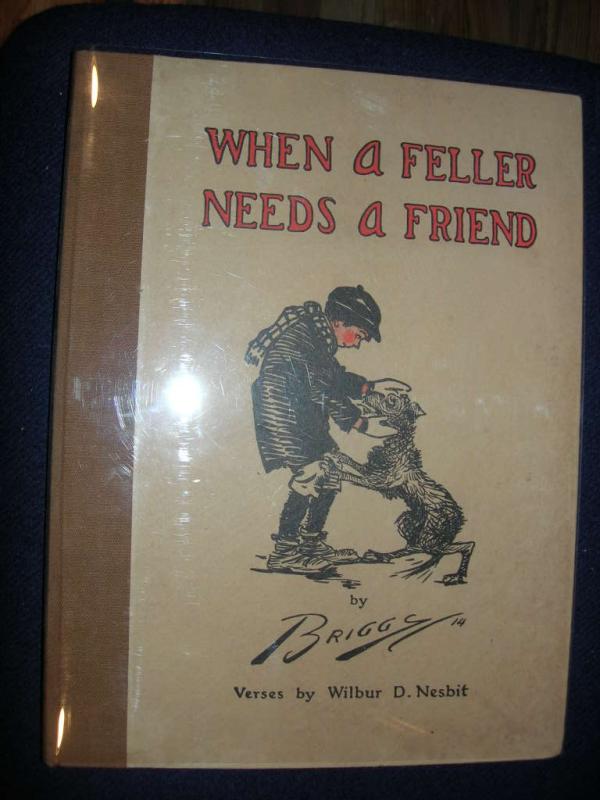 WHEN a FELLER
NEEDS a FRIEND
by
BRIGGS 14
Verses by Wilbur D. Nesbit